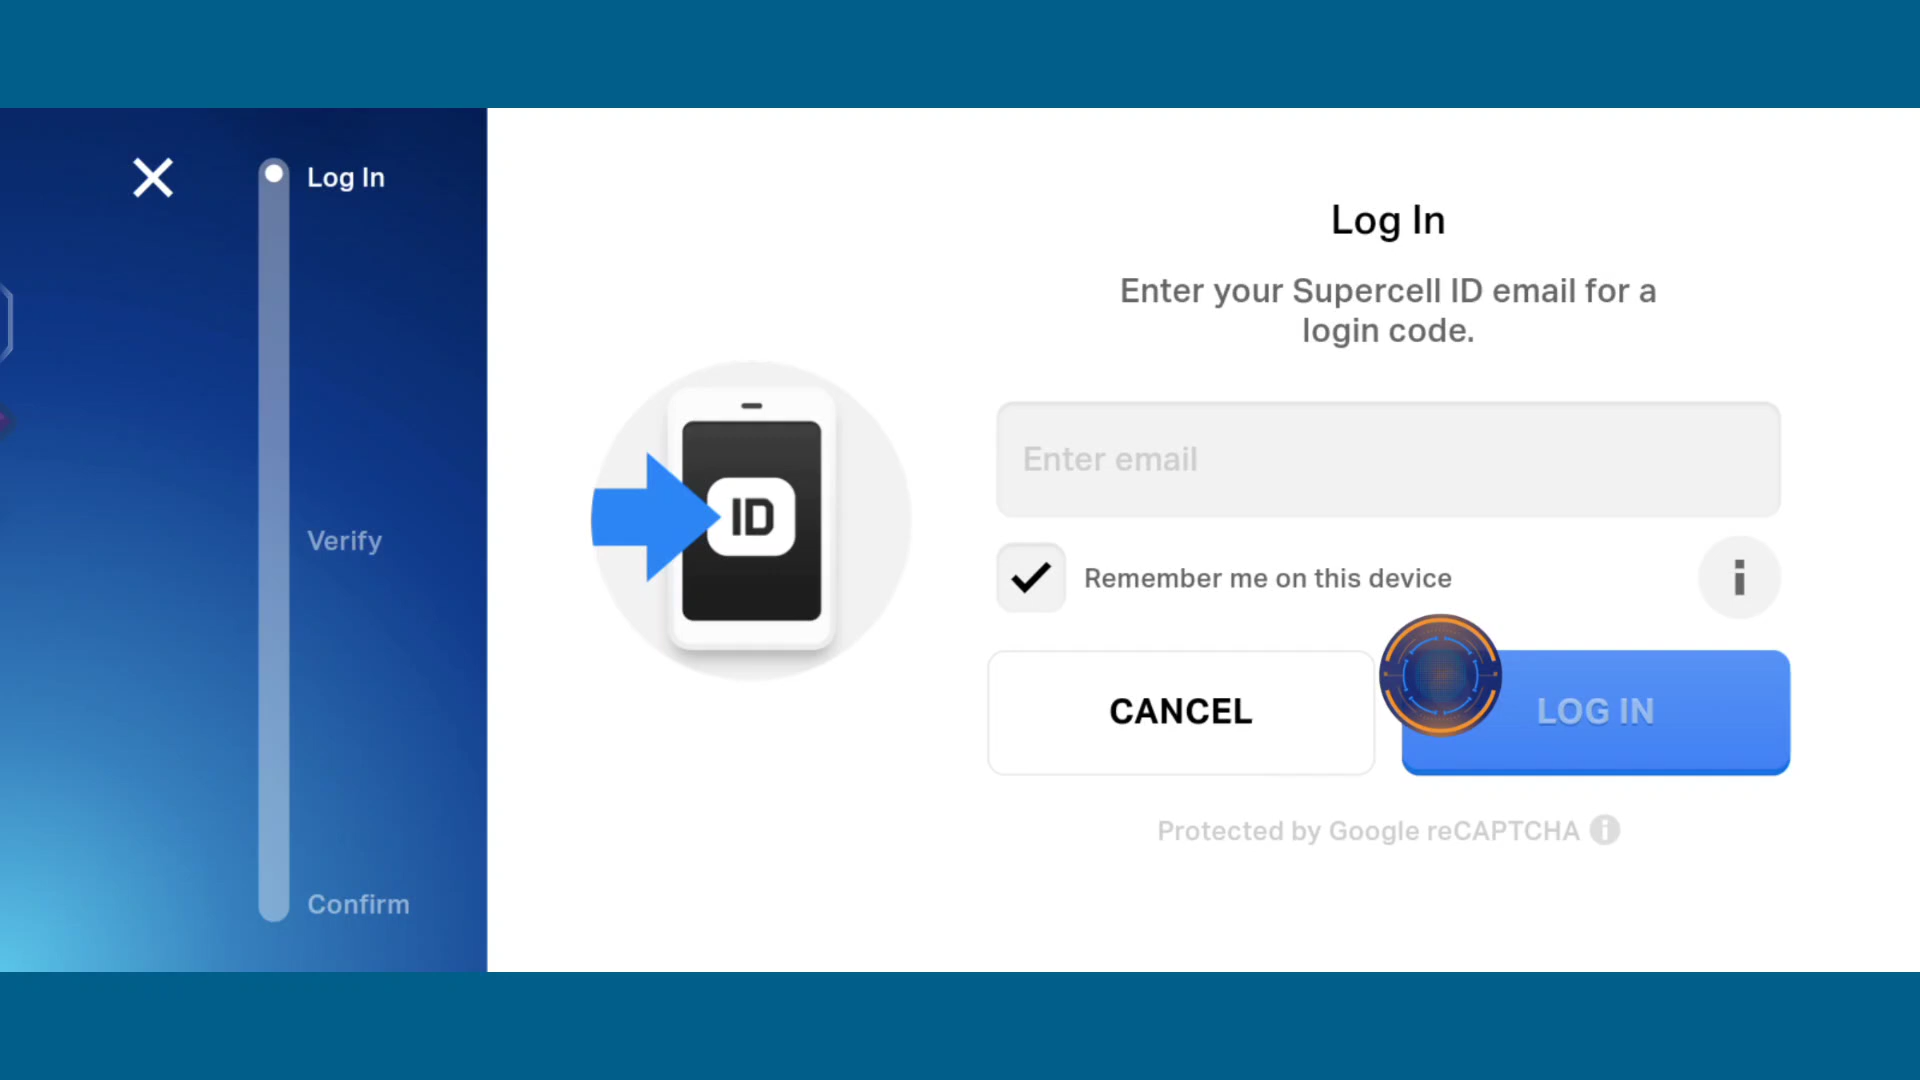 Log In
Verify
Confirm
Log In
Enter your Supercell ID email for a
login code.
ID
Enter email
Remember me on this device
CANCEL
LOG IN
Protected by Google reCAPTCHA